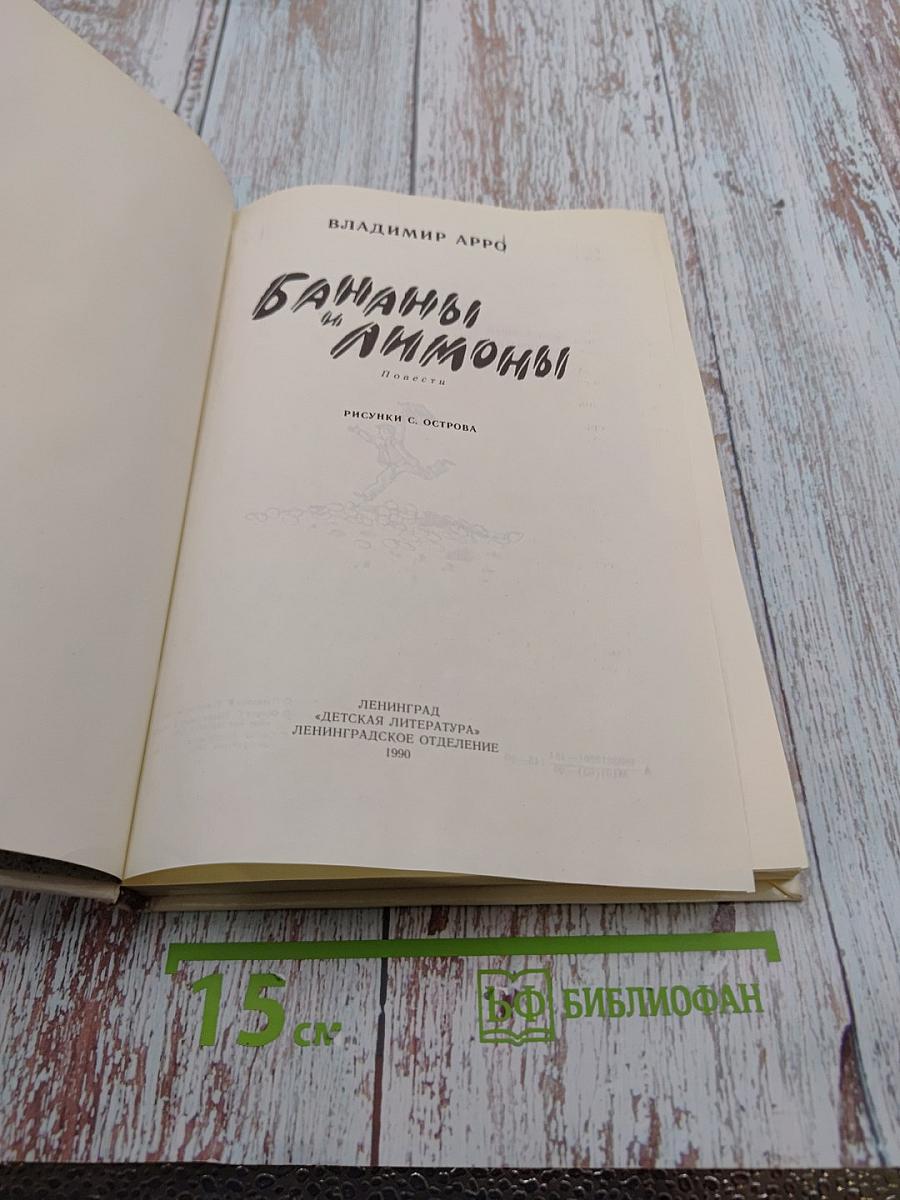 ВЛАДИМИР АРРО
БАНАНЫ
и
ЛИМОНЫ
Повести
РИСУНКИ С. ОСТРОВА
ЛЕНИНГРАД
«ДЕТСКАЯ ЛИТЕРАТУРА»
ЛЕНИНГРАДСКОЕ ОТДЕЛЕНИЕ
1990
15 см
БФ БИБЛИОФАН